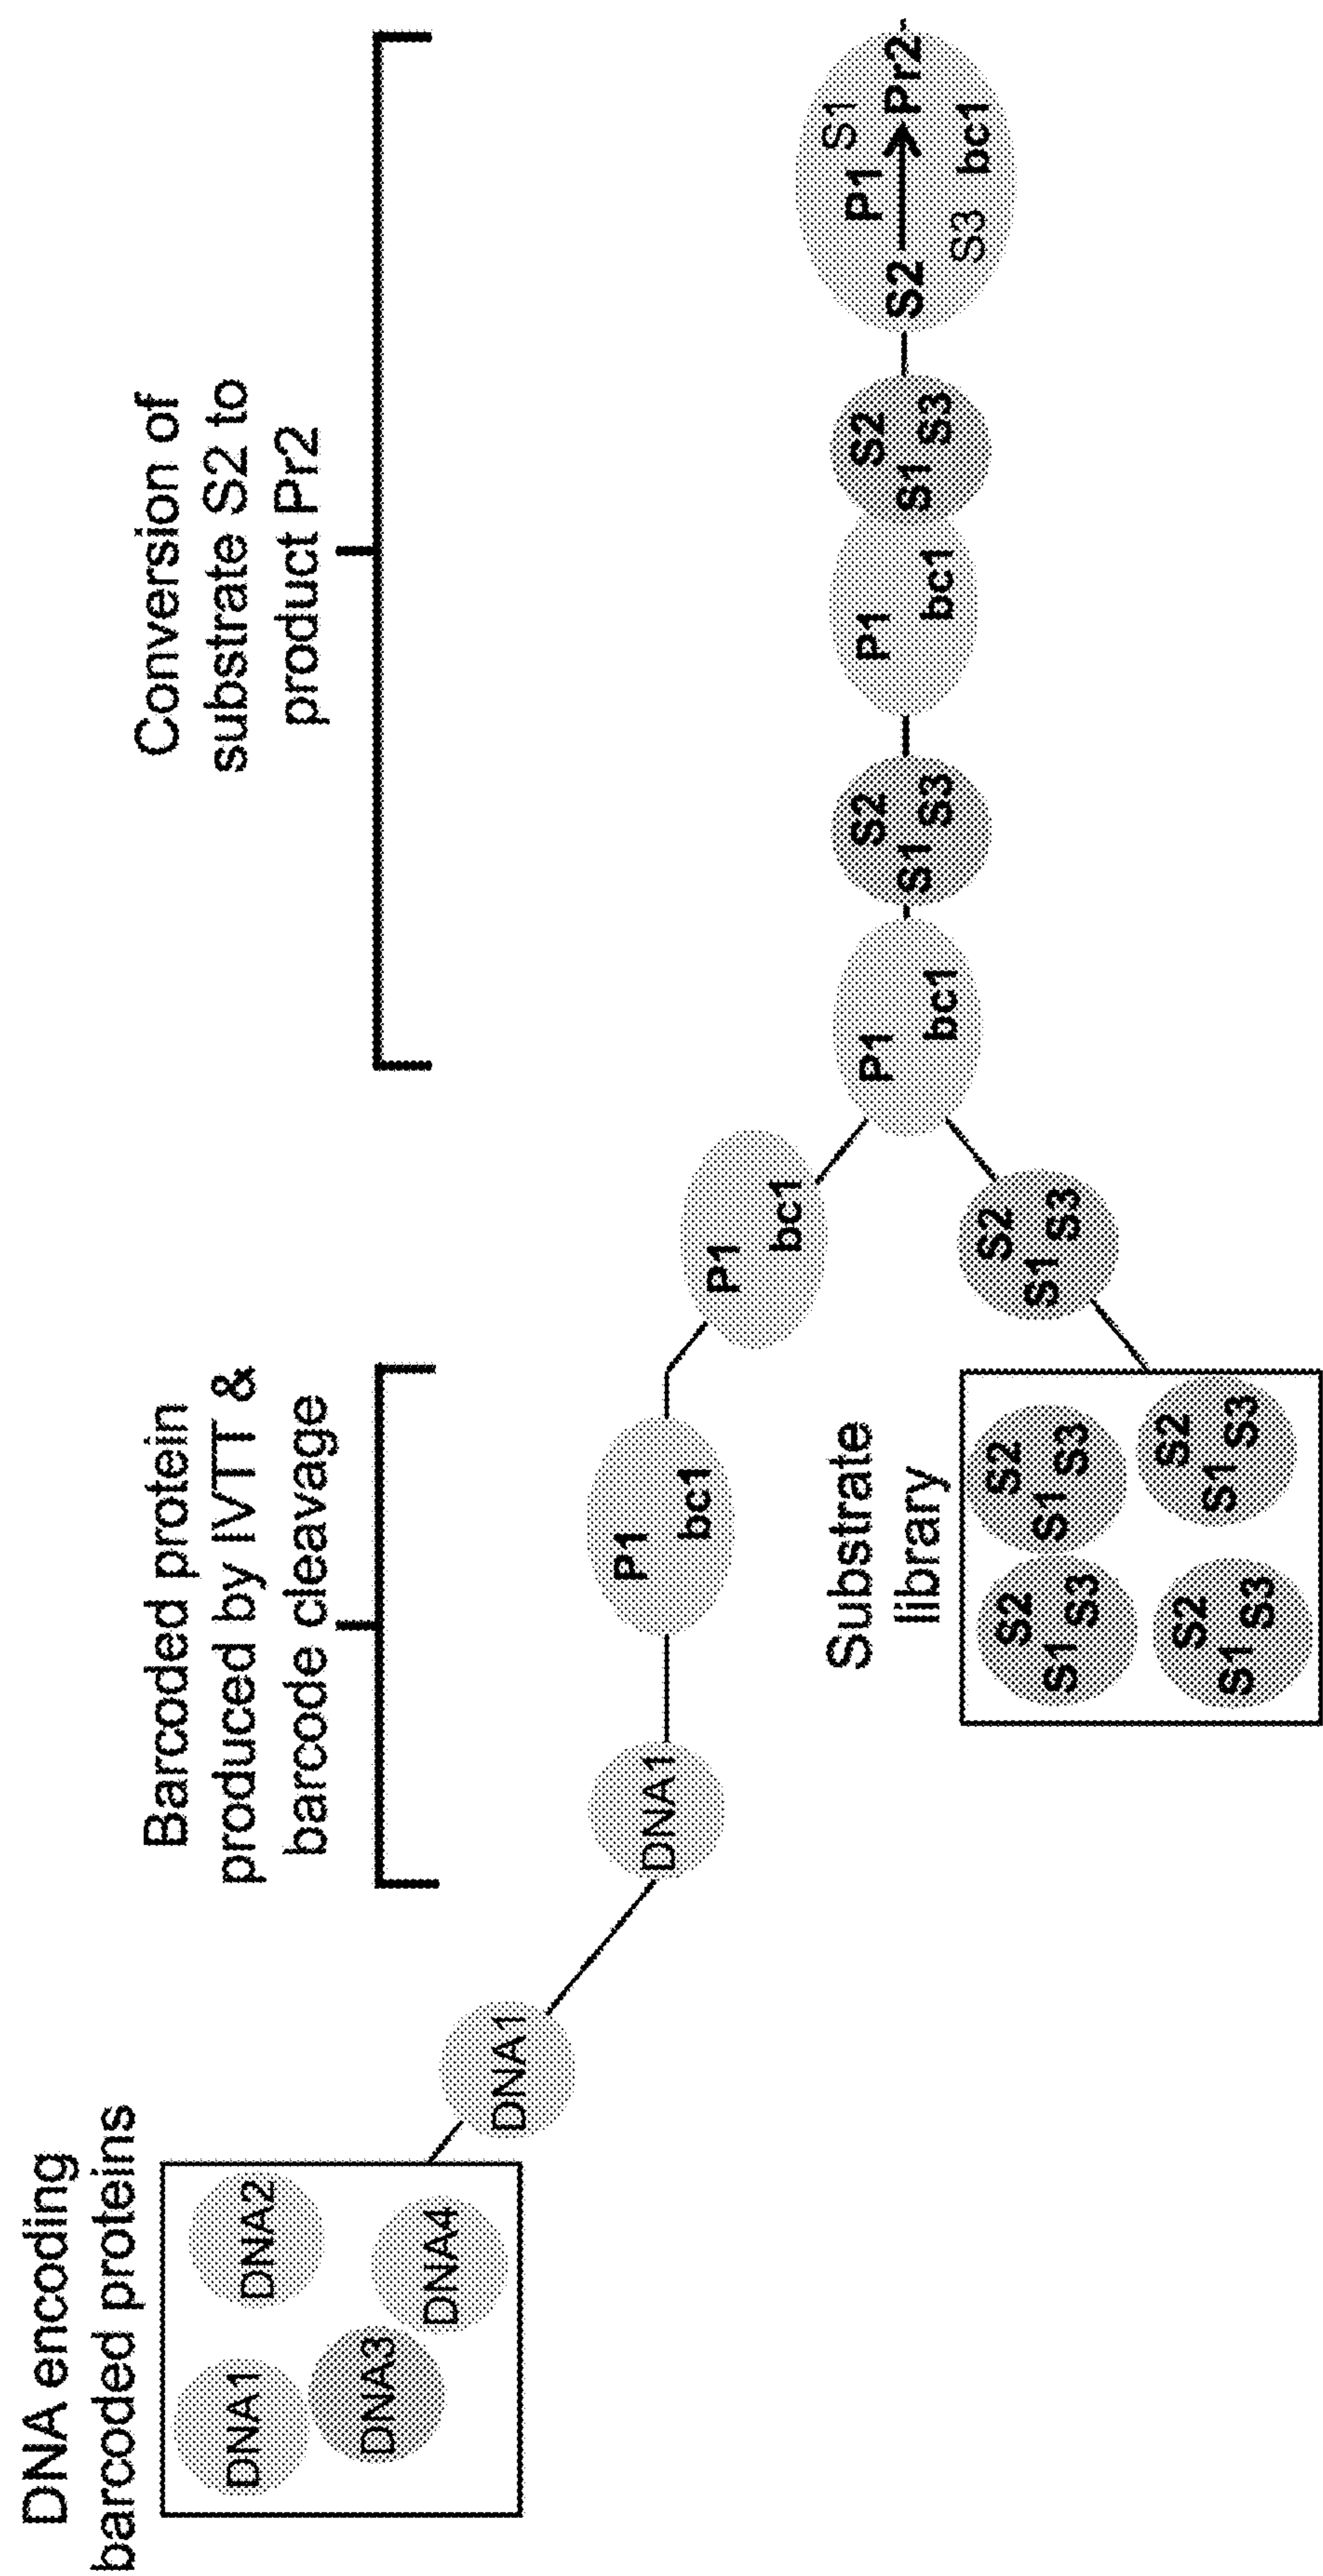 DNA encoding
barcoded proteins
DNA1
DNA2
DNA3
DNA4
DNA1
Barcoded protein
produced by IVTT &
barcode cleavage
DNA1
P1
bc1
P1
bc1
Substrate
library
S2
S1 S3
S2
S1 S3
S2
S1 S3
S2
S1 S3
S2
S1 S3
Conversion of
substrate S2 to
product Pr2
P1
bc1
S2
S1 S3
P1
bc1
S2
S1 S3
P1 S1
S2 Pr2
S3 bc1